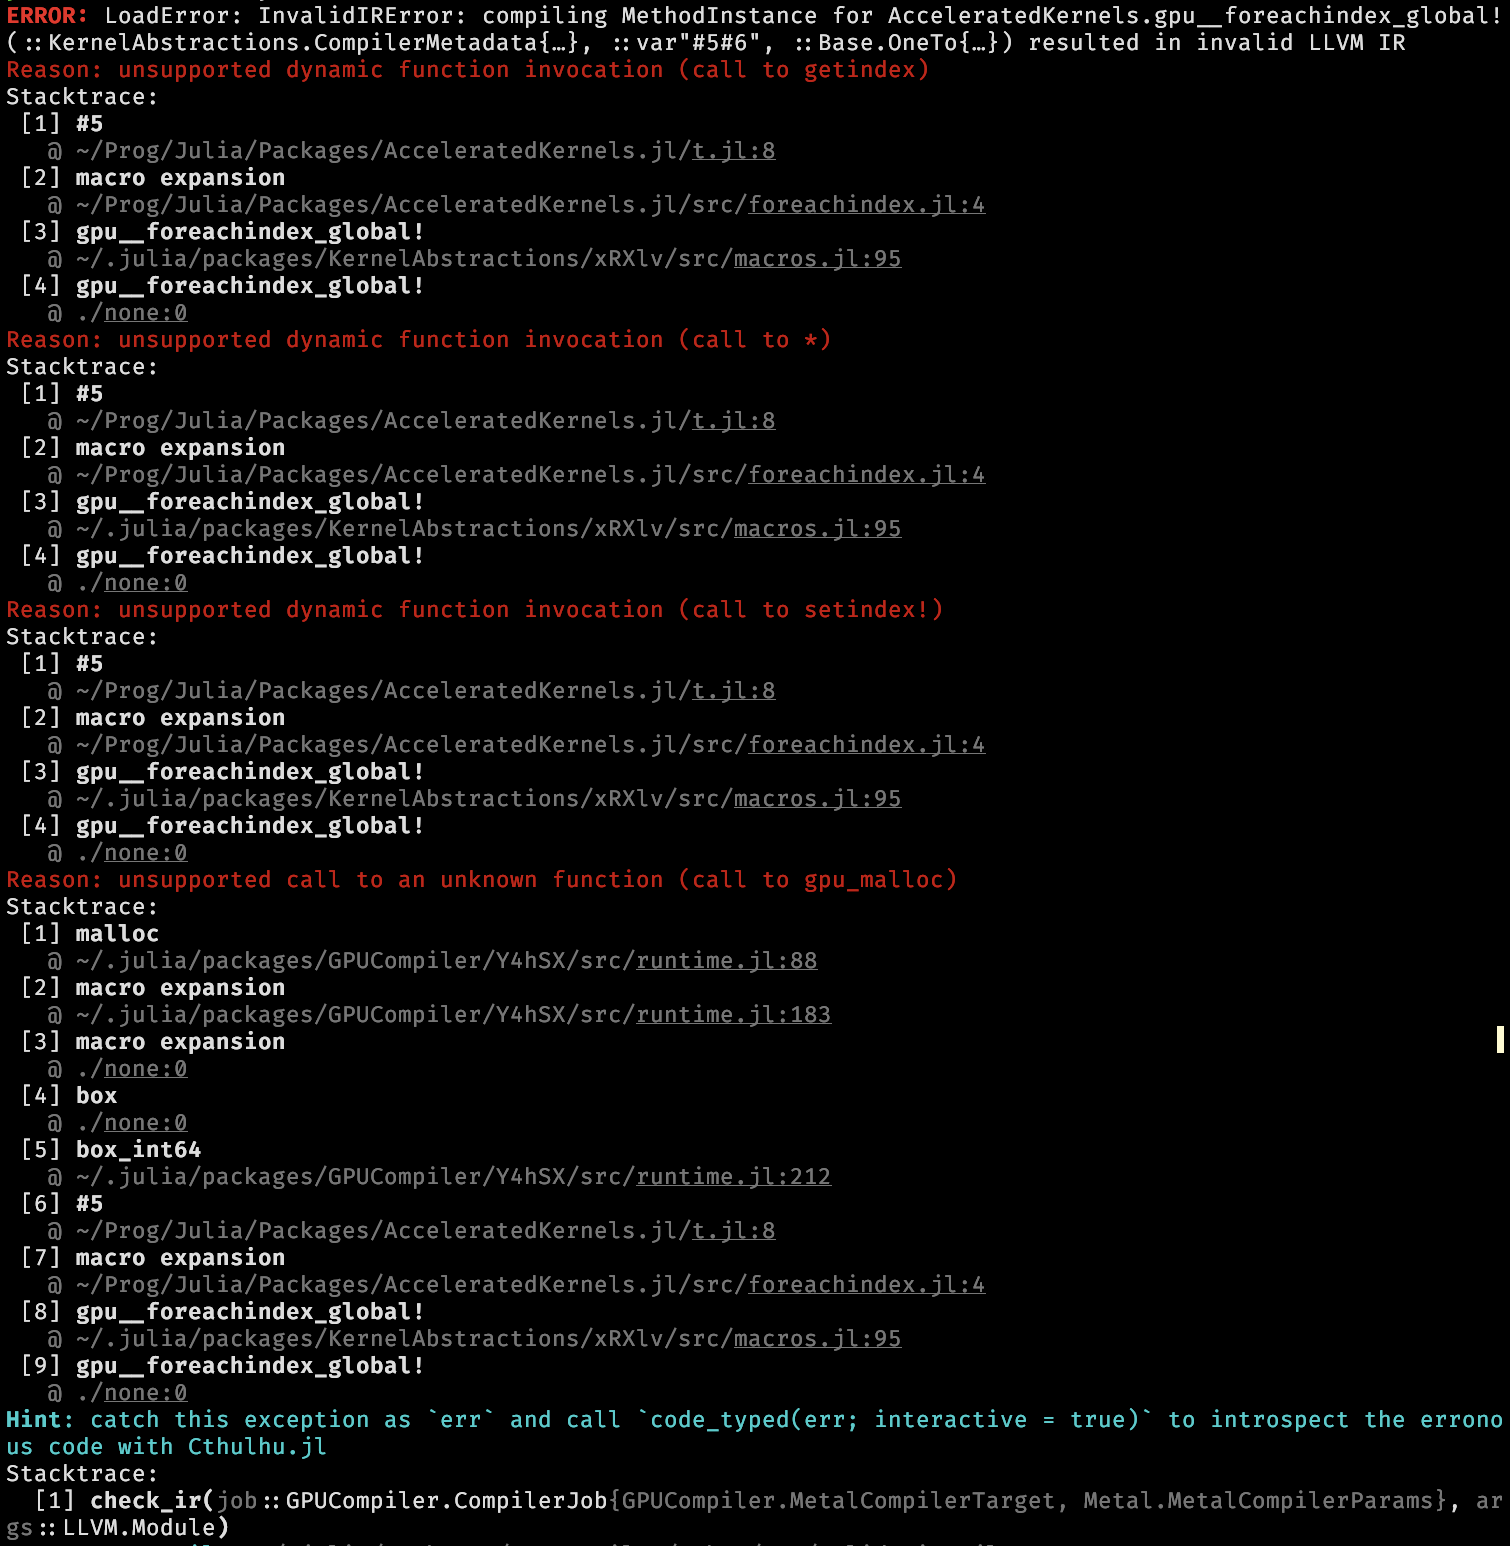 ERROR: LoadError: InvalidIRError: compiling MethodInstance for AcceleratedKernels.gpu__foreachindex_global!
(::KernelAbstractions.CompilerMetadata{…}, ::var"#5#6", ::Base.OneTo{…}) resulted in invalid LLVM IR
Reason: unsupported dynamic function invocation (call to getindex)
Stacktrace:
[1] #5
@ ~/Prog/Julia/Packages/AcceleratedKernels.jl/t.jl:8
[2] macro expansion
@ ~/Prog/Julia/Packages/AcceleratedKernels.jl/src/foreachindex.jl:4
[3] gpu__foreachindex_global!
@ ~/.julia/packages/KernelAbstractions/xRXlv/src/macros.jl:95
[4] gpu__foreachindex_global!
@ ./none:0
Reason: unsupported dynamic function invocation (call to *)
Stacktrace:
[1] #5
@ ~/Prog/Julia/Packages/AcceleratedKernels.jl/t.jl:8
[2] macro expansion
@ ~/Prog/Julia/Packages/AcceleratedKernels.jl/src/foreachindex.jl:4
[3] gpu__foreachindex_global!
@ ~/.julia/packages/KernelAbstractions/xRXlv/src/macros.jl:95
[4] gpu__foreachindex_global!
@ ./none:0
Reason: unsupported dynamic function invocation (call to setindex!)
Stacktrace:
[1] #5
@ ~/Prog/Julia/Packages/AcceleratedKernels.jl/t.jl:8
[2] macro expansion
@ ~/Prog/Julia/Packages/AcceleratedKernels.jl/src/foreachindex.jl:4
[3] gpu__foreachindex_global!
@ ~/.julia/packages/KernelAbstractions/xRXlv/src/macros.jl:95
[4] gpu__foreachindex_global!
@ ./none:0
Reason: unsupported call to an unknown function (call to gpu_malloc)
Stacktrace:
[1] malloc
@ ~/.julia/packages/GPUCompiler/Y4hSX/src/runtime.jl:88
[2] macro expansion
@ ~/.julia/packages/GPUCompiler/Y4hSX/src/runtime.jl:183
[3] macro expansion
@ ./none:0
[4] box
@ ./none:0
[5] box_int64
@ ~/.julia/packages/GPUCompiler/Y4hSX/src/runtime.jl:212
[6] #5
@ ~/Prog/Julia/Packages/AcceleratedKernels.jl/t.jl:8
[7] macro expansion
@ ~/Prog/Julia/Packages/AcceleratedKernels.jl/src/foreachindex.jl:4
[8] gpu__foreachindex_global!
@ ~/.julia/packages/KernelAbstractions/xRXlv/src/macros.jl:95
[9] gpu__foreachindex_global!
@ ./none:0
Hint: catch this exception as `err` and call `code_typed(err; interactive = true)` to introspect the errono
us code with Cthulhu.jl
Stacktrace:
[1] check_ir(job::GPUCompiler.CompilerJob{GPUCompiler.MetalCompilerTarget, Metal.MetalCompilerParams}, ar
gs::LLVM.Module)